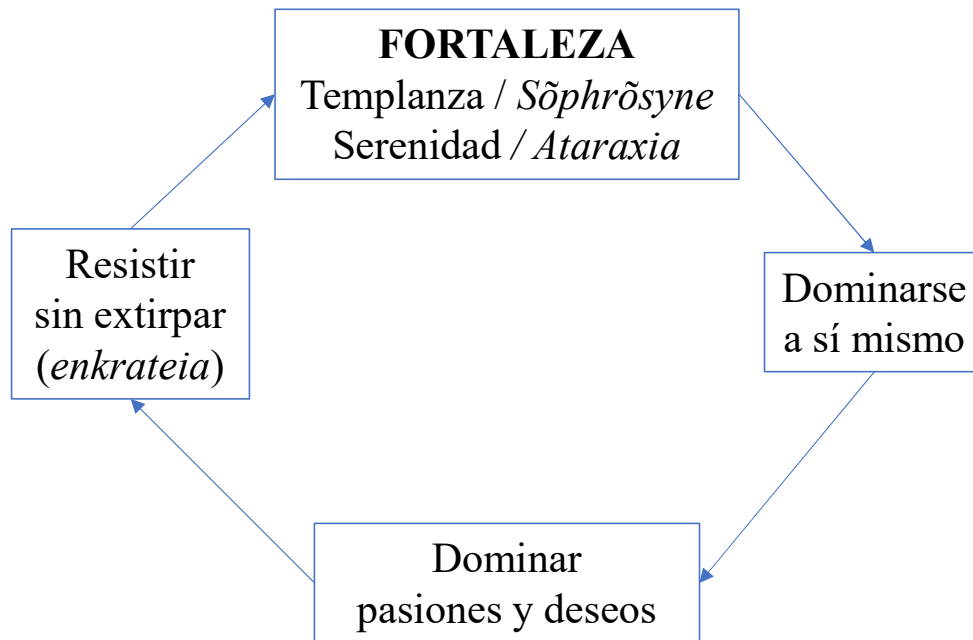 FORTALEZA
Templanza / Sõphrõsyne
Serenidad / Ataraxia
Dominarse
a sí mismo
Dominar
pasiones y deseos
Resistir
sin extirpar
(enkrateia)